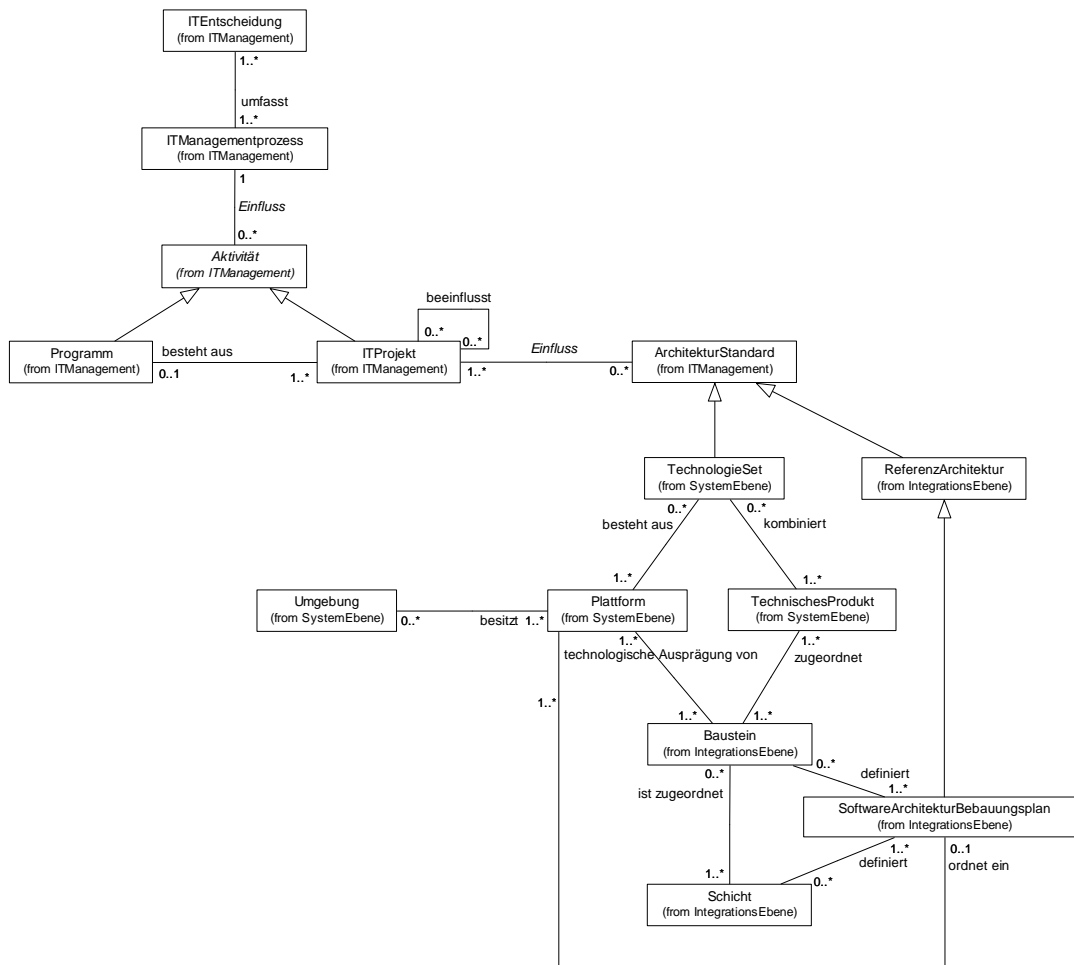 ITEntscheidung
(from ITManagement)
1..*
umfasst
1..*
ITManagementprozess
(from ITManagement)
1
Einfluss
0..*
Aktivität
(from ITManagement)
beeinflusst
0..*
0..*
Programm
(from ITManagement)
besteht aus
0..1
1..*
ITProjekt
(from ITManagement)
Einfluss
1..*
0..*
ArchitekturStandard
(from ITManagement)
TechnologieSet
(from SystemEbene)
ReferenzArchitektur
(from IntegrationsEbene)
0..*
0..*
besteht aus
kombiniert
1..*
1..*
Umgebung
(from SystemEbene)
0..*
besitzt
1..*
Plattform
(from SystemEbene)
TechnischesProdukt
(from SystemEbene)
1..*
1..*
technologische Ausprägung von
zugeordnet
1..*
1..*
1..*
Baustein
(from IntegrationsEbene)
0..*
0..*
ist zugeordnet
definiert
1..*
SoftwareArchitekturBebauungsplan
(from IntegrationsEbene)
1..*
0..1
definiert
ordnet ein
1..*
0..*
Schicht
(from IntegrationsEbene)